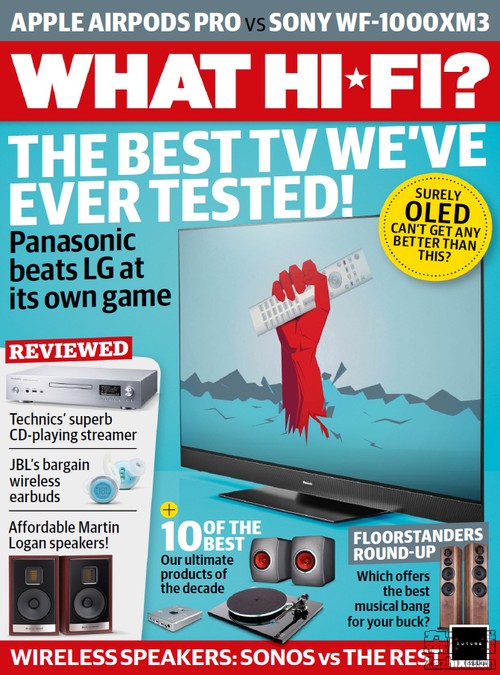 APPLE AIRPODS PRO VS SONY WF-1000XM3
WHAT HI★FI?
THE BEST TV WE'VE
EVER TESTED!
Panasonic
beats LG at
its own game
SURELY
OLED
CAN'T GET ANY
BETTER THAN
THIS?
REVIEWED
Technics' superb
CD-playing streamer
JBL's bargain
wireless
earbuds
JBL
Affordable Martin
Logan speakers!
+
10 OF THE
BEST
Our ultimate
products of
the decade
FLOORSTANDERS
ROUND-UP
Which offers
the best
musical bang
for your buck?
WIRELESS SPEAKERS: SONOS vs THE REST